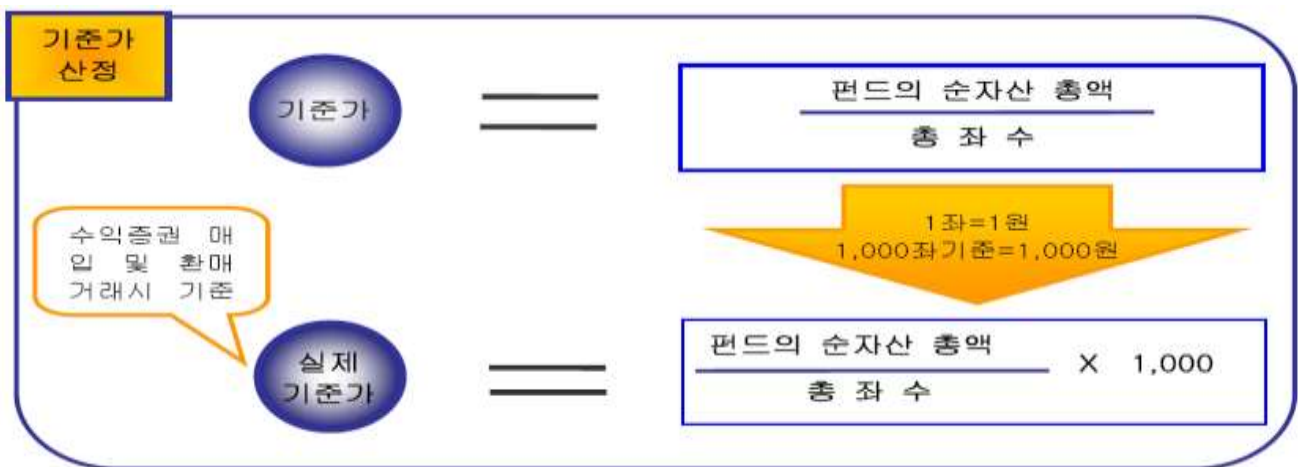 기준가
산정
기준가
펀드의 순자산 총액
총 좌 수
1좌=1원
1,000좌기준=1,000원
수익증권 매
입 및 환매
거래시 기준
실제
기준가
펀드의 순자산 총액
총 좌 수
X 1,000